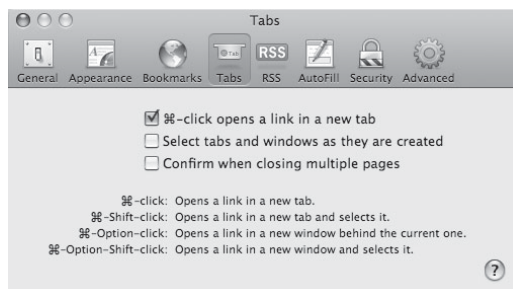 Tabs
General Appearance Bookmarks Tabs RSS AutoFill Security Advanced
Tab
RSS
⌘-click opens a link in a new tab
Select tabs and windows as they are created
Confirm when closing multiple pages
⌘-click: Opens a link in a new tab.
⌘-Shift-click: Opens a link in a new tab and selects it.
⌘-Option-click: Opens a link in a new window behind the current one.
⌘-Option-Shift-click: Opens a link in a new window and selects it.
?